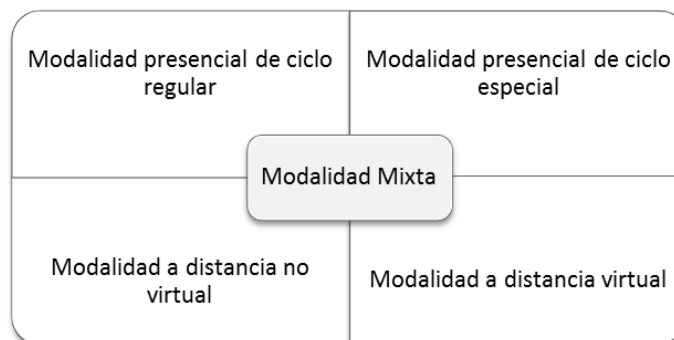 Modalidad presencial de ciclo
regular
Modalidad presencial de ciclo
especial
Modalidad Mixta
Modalidad a distancia no
virtual
Modalidad a distancia virtual